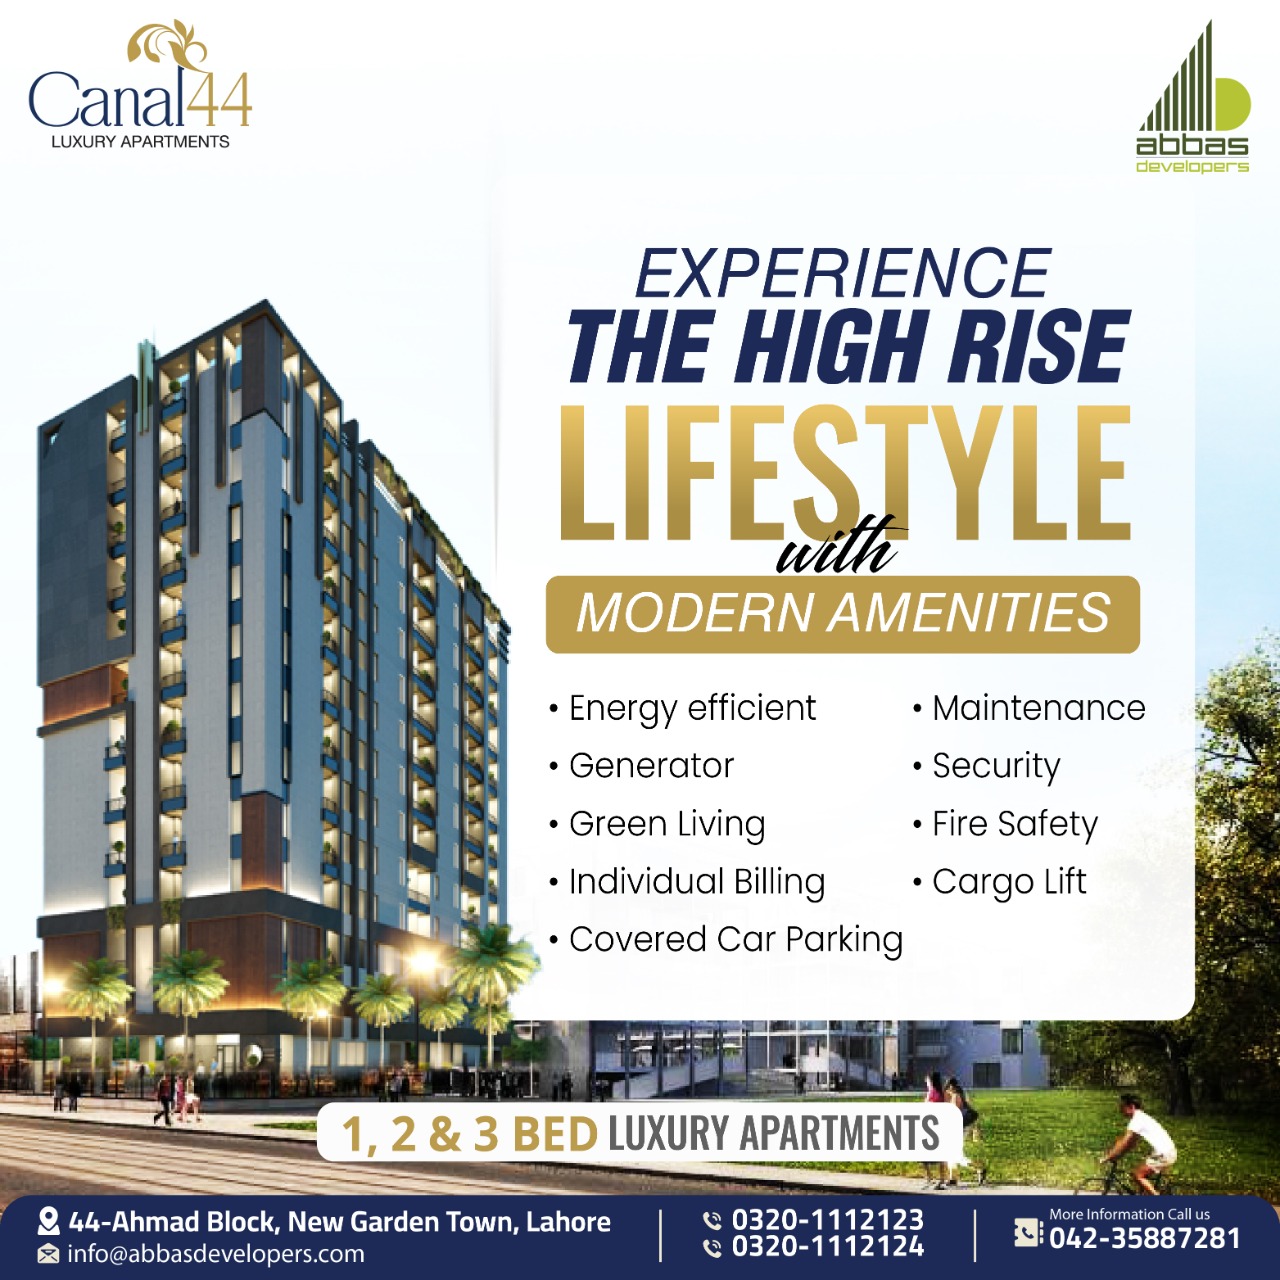 Canal44
LUXURY APARTMENTS
abbas
developers
EXPERIENCE
THE HIGH RISE
LIFESTYLE
with
MODERN AMENITIES
• Energy efficient
• Generator
• Green Living
• Individual Billing
• Covered Car Parking
• Maintenance
• Security
• Fire Safety
• Cargo Lift
1, 2 & 3 BED LUXURY APARTMENTS
44-Ahmad Block, New Garden Town, Lahore
info@abbasdevelopers.com
0320-1112123
0320-1112124
More Information Call us
042-35887281